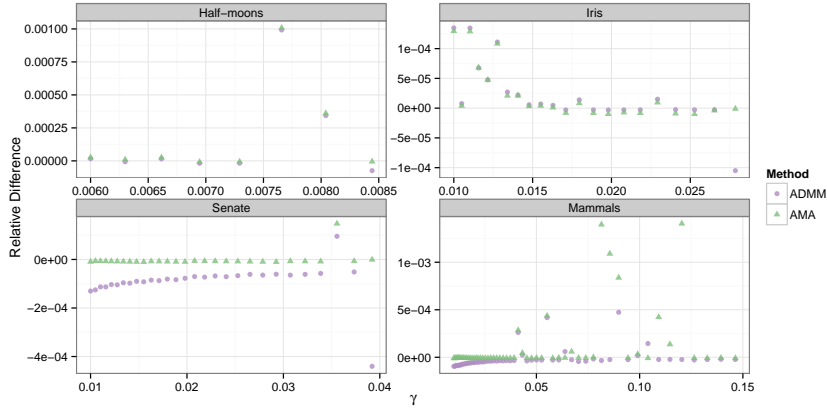 Half−moons
Iris
0.00100
0.00075
0.00050
0.00025
0.00000
1e−04
5e−05
0e+00
−5e−05
−1e−04
0.0060 0.0065 0.0070 0.0075 0.0080 0.0085
0.010 0.015 0.020 0.025
Relative Difference
Senate
Mammals
0e+00
−2e−04
−4e−04
1e−03
5e−04
0e+00
0.01 0.02 0.03 0.04
0.05 0.10 0.15
γ
Method
ADMM
AMA